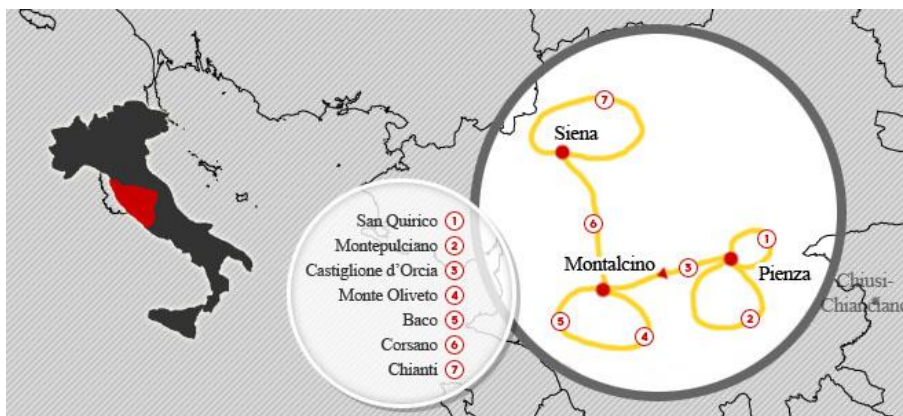 San Quirico 1
Montepulciano 2
Castiglione d'Orcia 3
Monte Oliveto 4
Baco 5
Corsano 6
Chianti 7
7
Siena
6
Montalcino
3
1
Pienza
2
5
4
Chiusi-
Chianciano